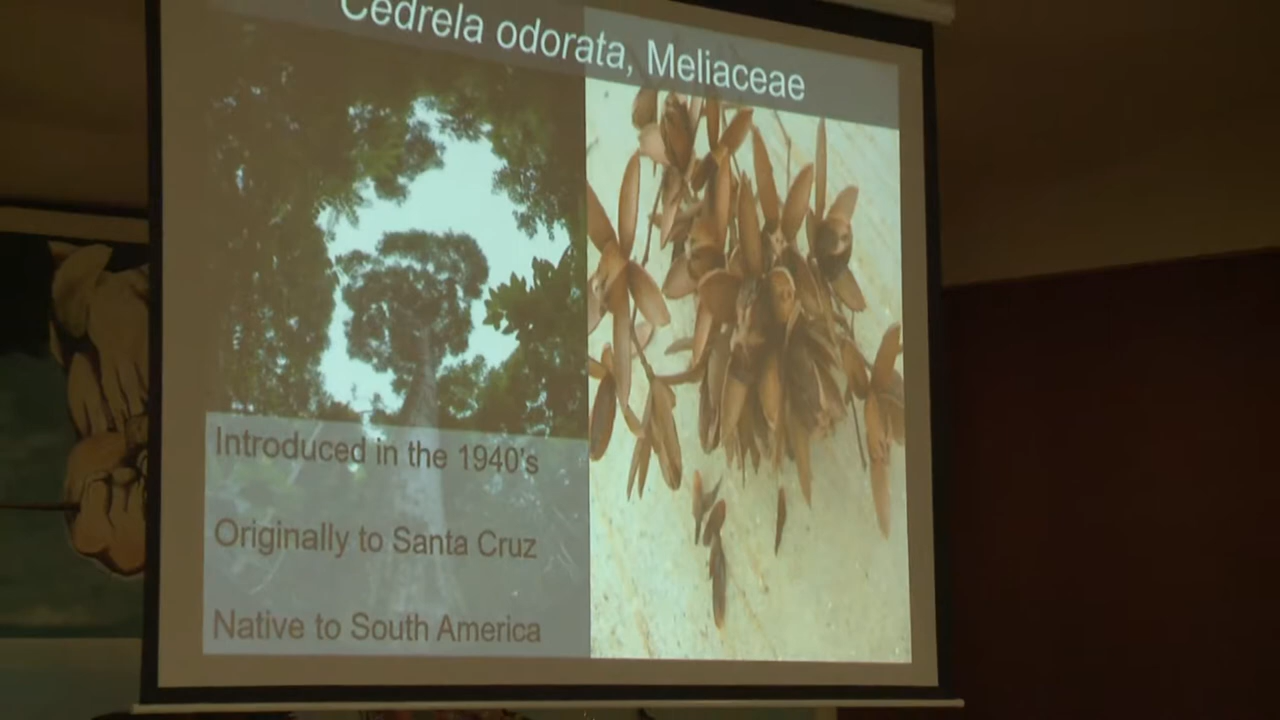 Cedrela odorata, Meliaceae
Introduced in the 1940's
Originally to Santa Cruz
Native to South America